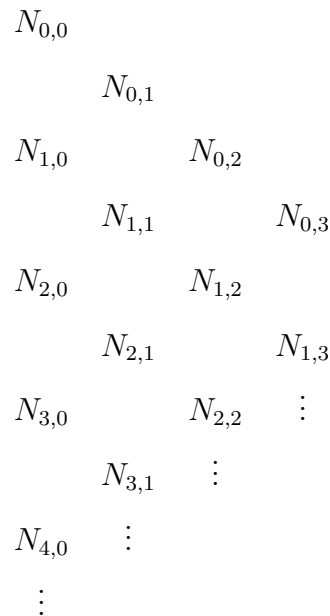 N_{0,0}
N_{0,1}
N_{1,0} N_{0,2}
N_{1,1} N_{0,3}
N_{2,0} N_{1,2}
N_{2,1} N_{1,3}
N_{3,0} N_{2,2} ⋮
N_{3,1} ⋮
N_{4,0} ⋮
⋮